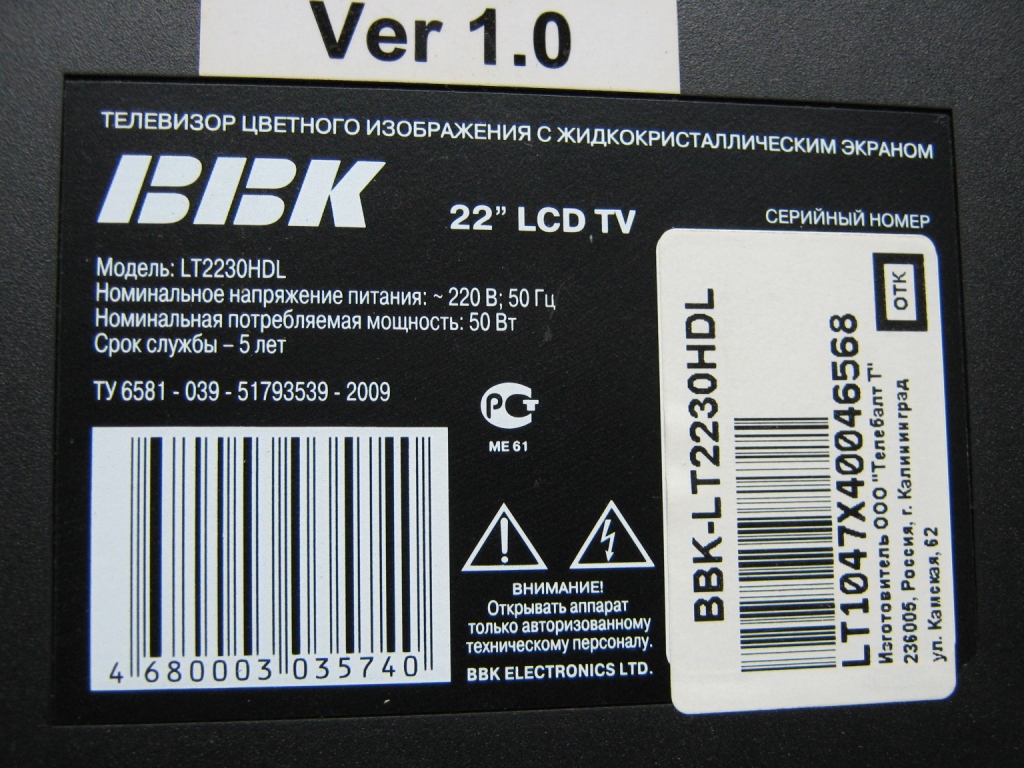 Ver 1.0
ТЕЛЕВИЗОР ЦВЕТНОГО ИЗОБРАЖЕНИЯ С ЖИДКОКРИСТАЛЛИЧЕСКИМ ЭКРАНОМ
BBK
22” LCD TV
СЕРИЙНЫЙ НОМЕР
Модель: LT2230HDL
Номинальное напряжение питания: ~ 220 В; 50 Гц
Номинальная потребляемая мощность: 50 Вт
Срок службы – 5 лет
ТУ 6581 - 039 - 51793539 - 2009
РСТ
ME 61
4 680003 035740
ВНИМАНИЕ!
Открывать аппарат
только авторизованному
техническому персоналу.
BBK ELECTRONICS LTD.
ОТК
BBK-LT2230HDL
LT1047X40046568
Изготовитель ООО "Телебалт Т"
236005, Россия, г. Калининград
ул. Камская, 62